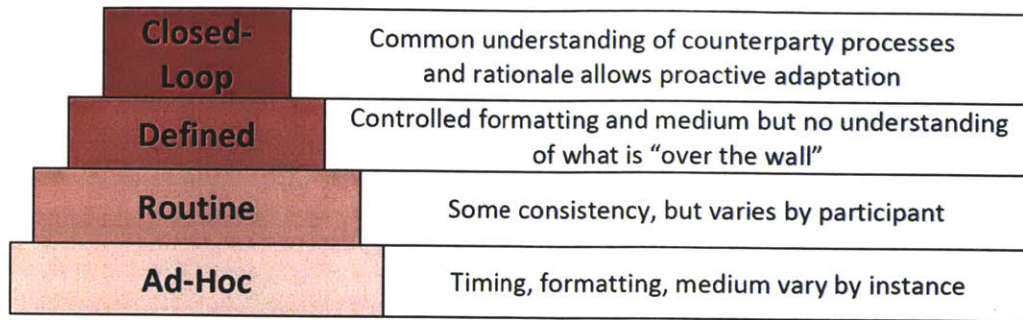 Closed-
Loop
Common understanding of counterparty processes
and rationale allows proactive adaptation
Defined
Controlled formatting and medium but no understanding
of what is “over the wall”
Routine
Some consistency, but varies by participant
Ad-Hoc
Timing, formatting, medium vary by instance